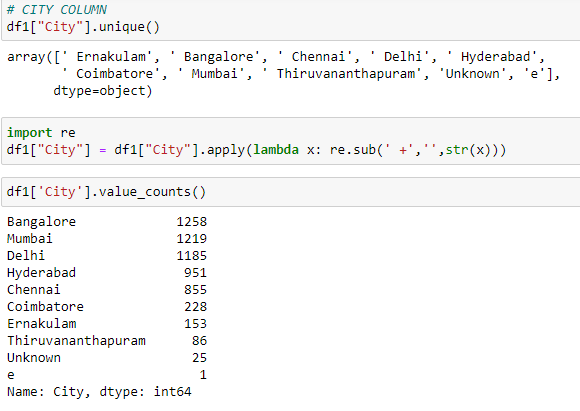 # CITY COLUMN
df1["City"].unique()
array([' Ernakulam', ' Bangalore', ' Chennai', ' Delhi', ' Hyderabad',
       ' Coimbatore', ' Mumbai', ' Thiruvananthapuram', 'Unknown', 'e'],
      dtype=object)
import re
df1["City"] = df1["City"].apply(lambda x: re.sub(' +','',str(x)))
df1['City'].value_counts()
Bangalore             1258
Mumbai                1219
Delhi                 1185
Hyderabad              951
Chennai                855
Coimbatore             228
Ernakulam              153
Thiruvananthapuram      86
Unknown                 25
e                        1
Name: City, dtype: int64